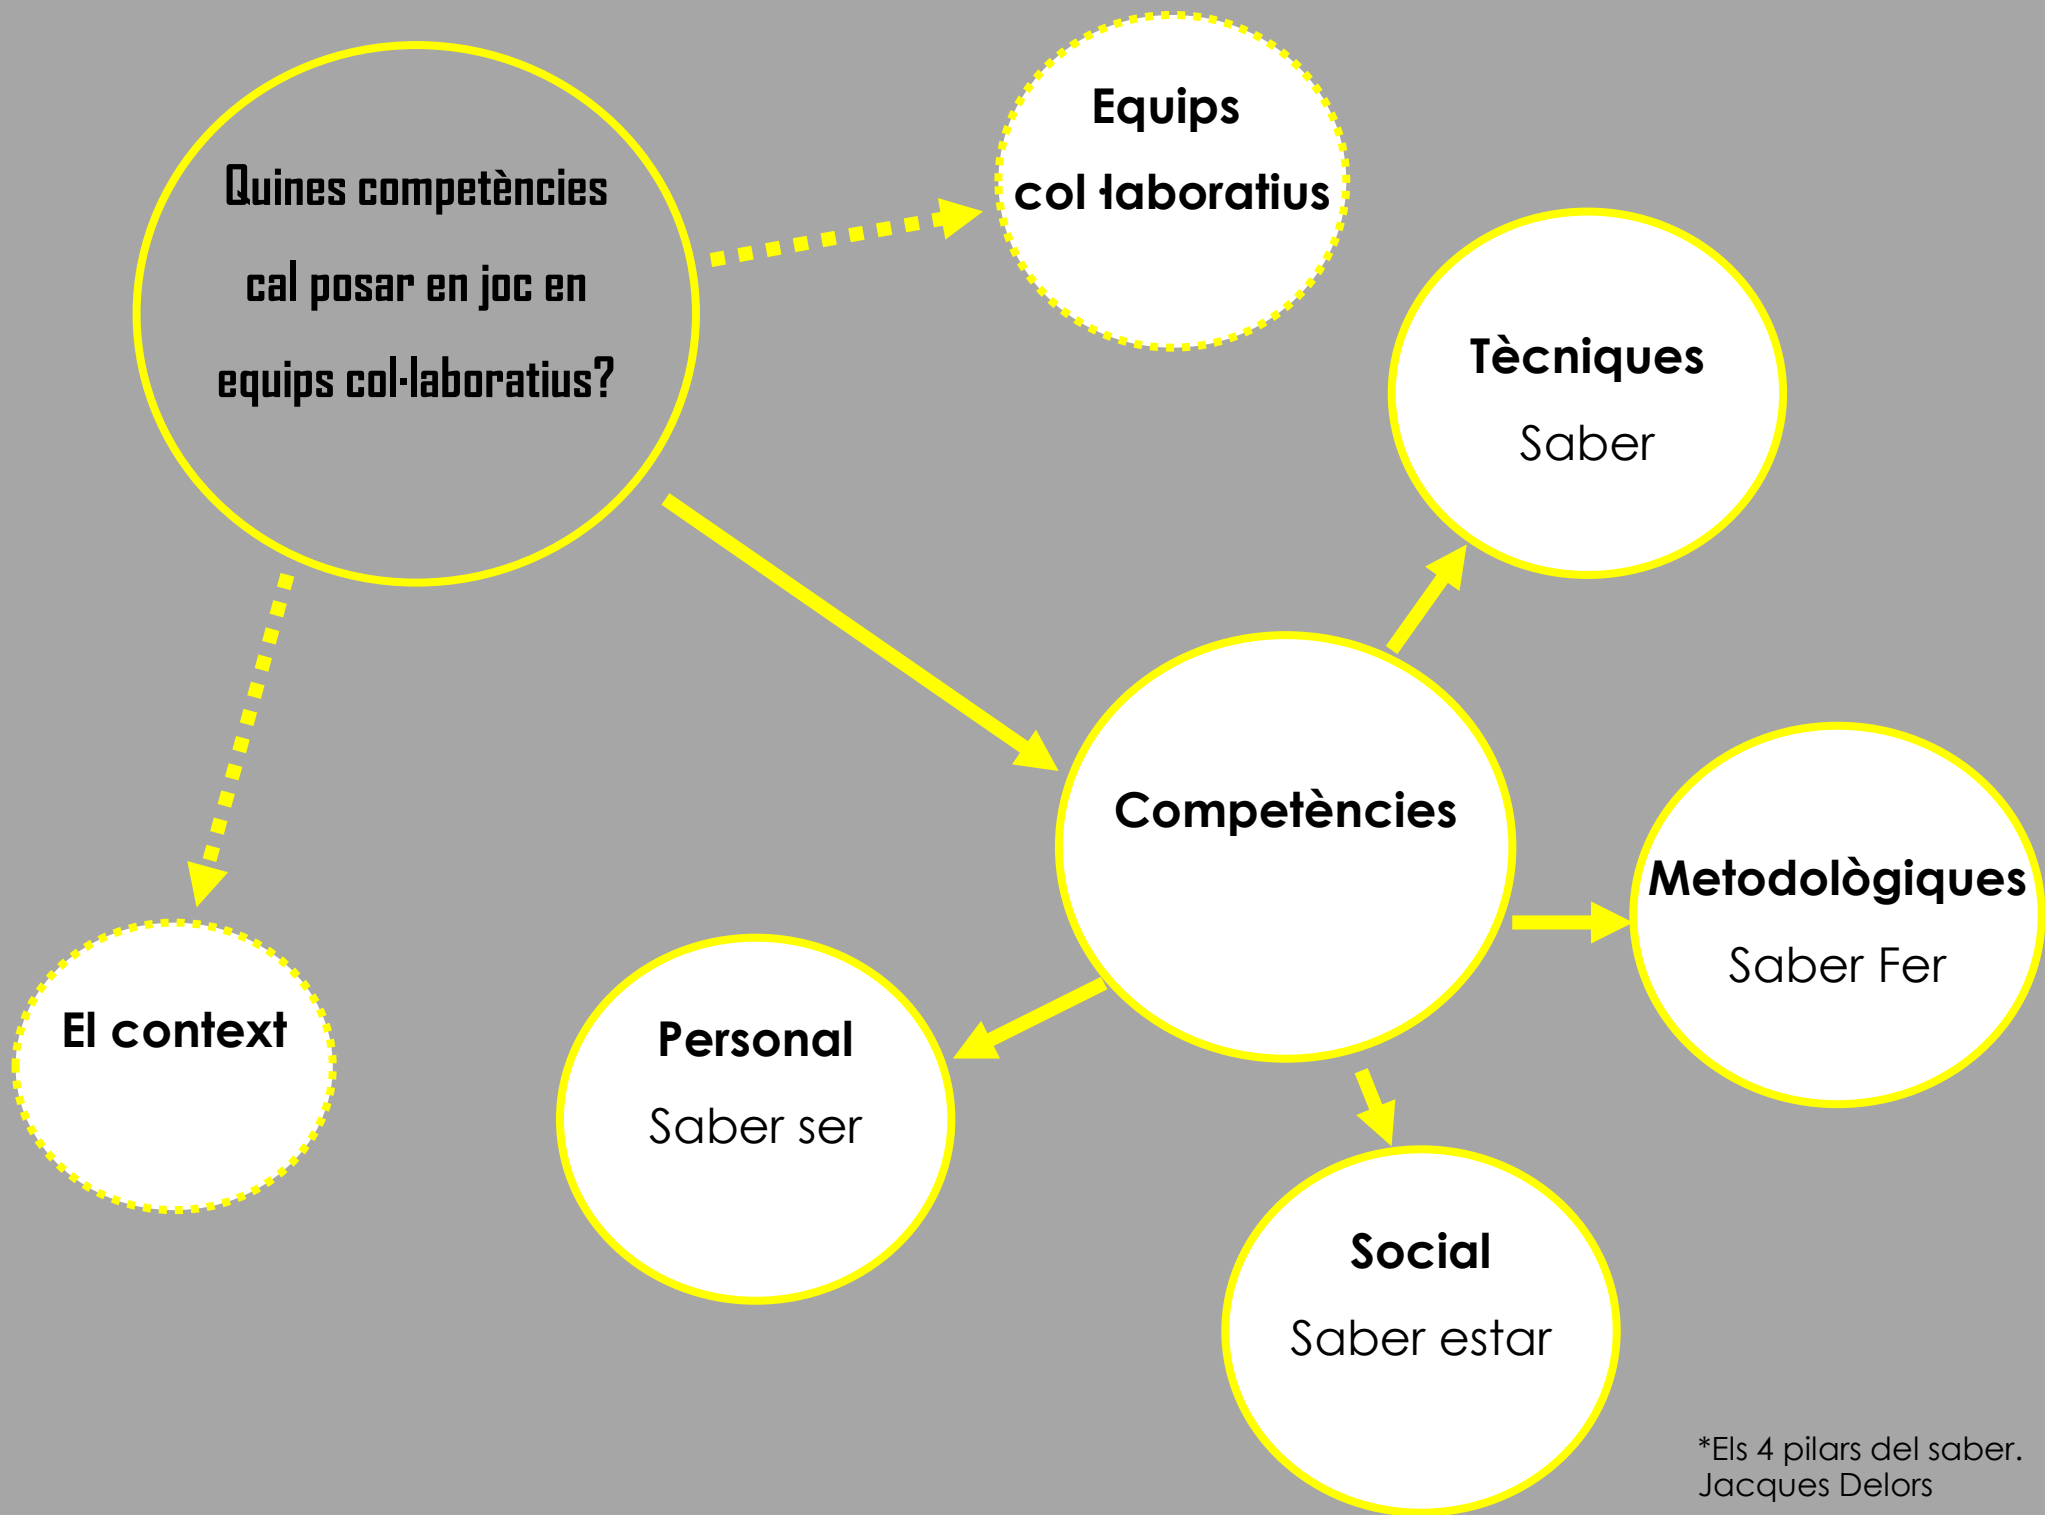 Quines competències
cal posar en joc en
equips col·laboratius?
Equips
col·laboratius
Tècniques
Saber
Competències
Metodològiques
Saber Fer
El context
Personal
Saber ser
Social
Saber estar
*Els 4 pilars del saber.
Jacques Delors